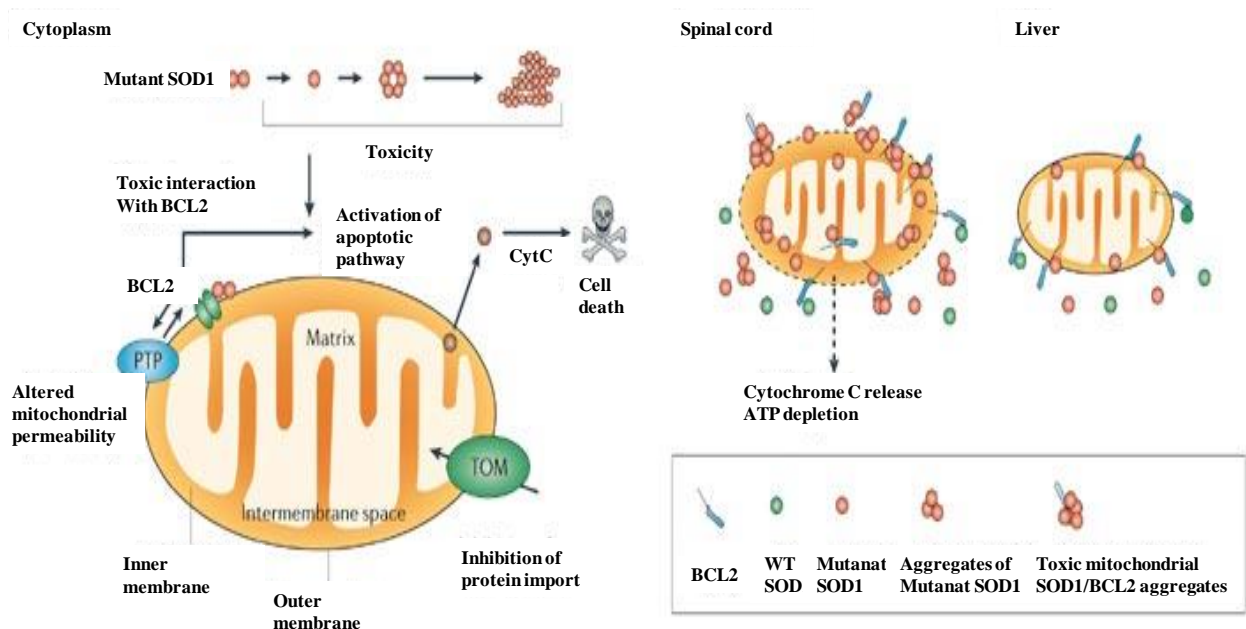 Cytoplasm
Mutant SOD1
Toxicity
Toxic interaction
With BCL2
Activation of
apoptotic
pathway
CytC
Cell
death
BCL2
PTP
Matrix
Altered
mitochondrial
permeability
TOM
Intermembrane space
Inner
membrane
Outer
membrane
Inhibition of
protein import
Spinal cord
Liver
Cytochrome C release
ATP depletion
BCL2
WT
SOD
Mutanat
SOD1
Aggregates of
Mutanat SOD1
Toxic mitochondrial
SOD1/BCL2 aggregates